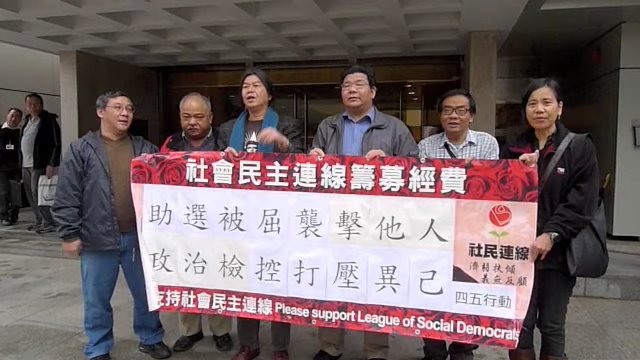 社會民主連線籌募經費
助選被屈襲擊他人
政治檢控打壓異己
社民連線
濟弱扶傾
義無反顧
四五行動
支持社會民主連線 Please support League of Social Democrats